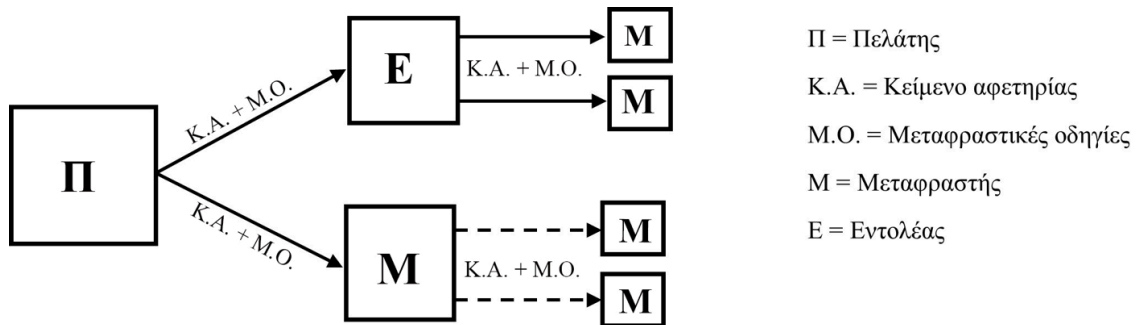 Π
Κ.Α. + Μ.Ο.
Ε
Κ.Α. + Μ.Ο.
Μ
Μ
Κ.Α. + Μ.Ο.
Μ
Κ.Α. + Μ.Ο.
Μ
Μ
Π = Πελάτης
Κ.Α. = Κείμενο αφετηρίας
Μ.Ο. = Μεταφραστικές οδηγίες
Μ = Μεταφραστής
Ε = Εντολέας